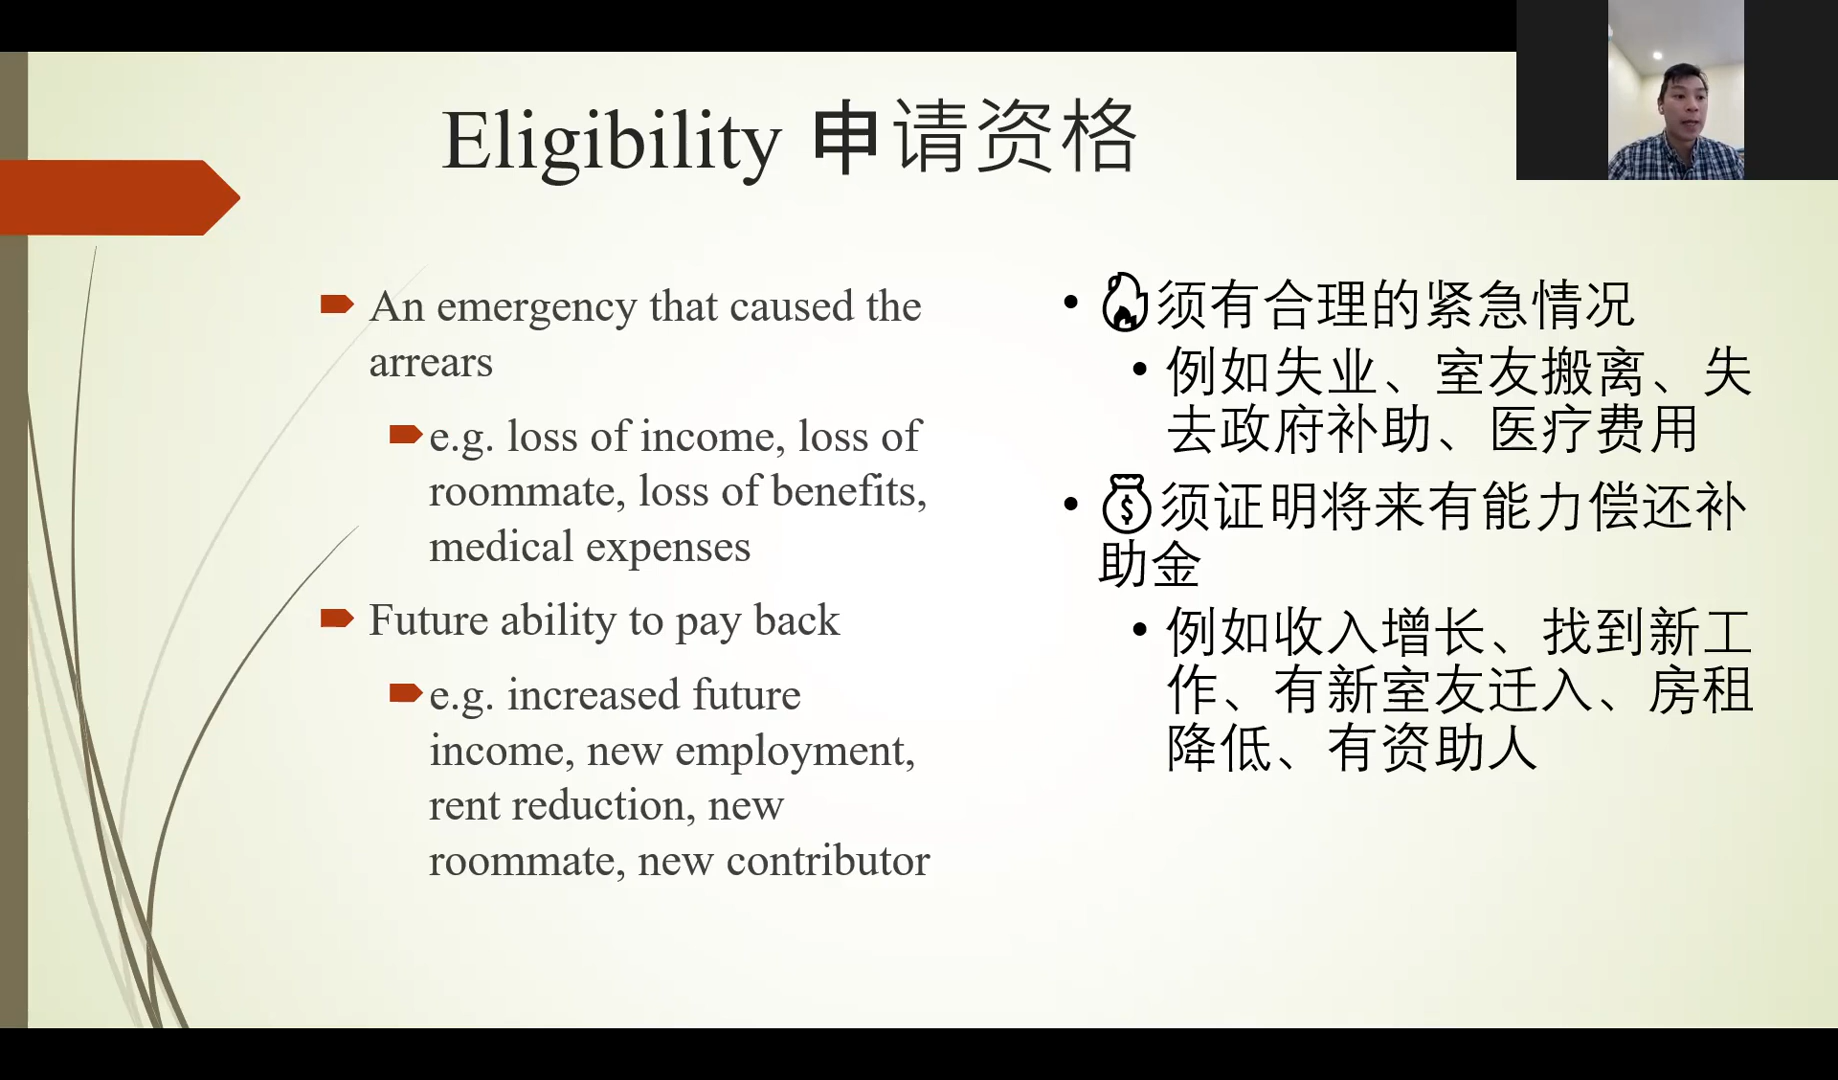 Eligibility 申请资格
An emergency that caused the
arrears
e.g. loss of income, loss of
roommate, loss of benefits,
medical expenses
Future ability to pay back
e.g. increased future
income, new employment,
rent reduction, new
roommate, new contributor
须有合理的紧急情况
例如失业、室友搬离、失
去政府补助、医疗费用
须证明将来有能力偿还补
助金
例如收入增长、找到新工
作、有新室友迁入、房租
降低、有资助人